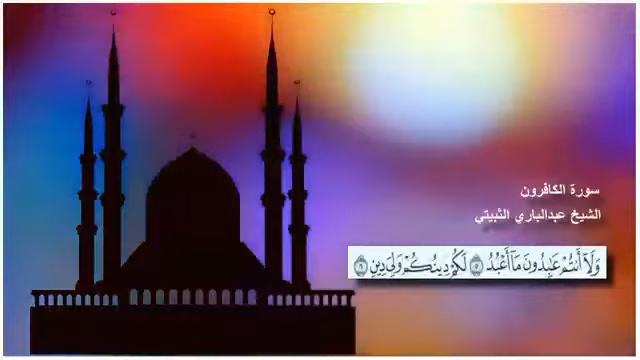 سورة الكافرون
الشيخ عبدالباري الثبيتي
وَلَآ أَنتُمْ عَٰبِدُونَ مَآ أَعْبُدُ ٥ لَكُمْ دِينُكُمْ وَلِىَ دِينِ ٦